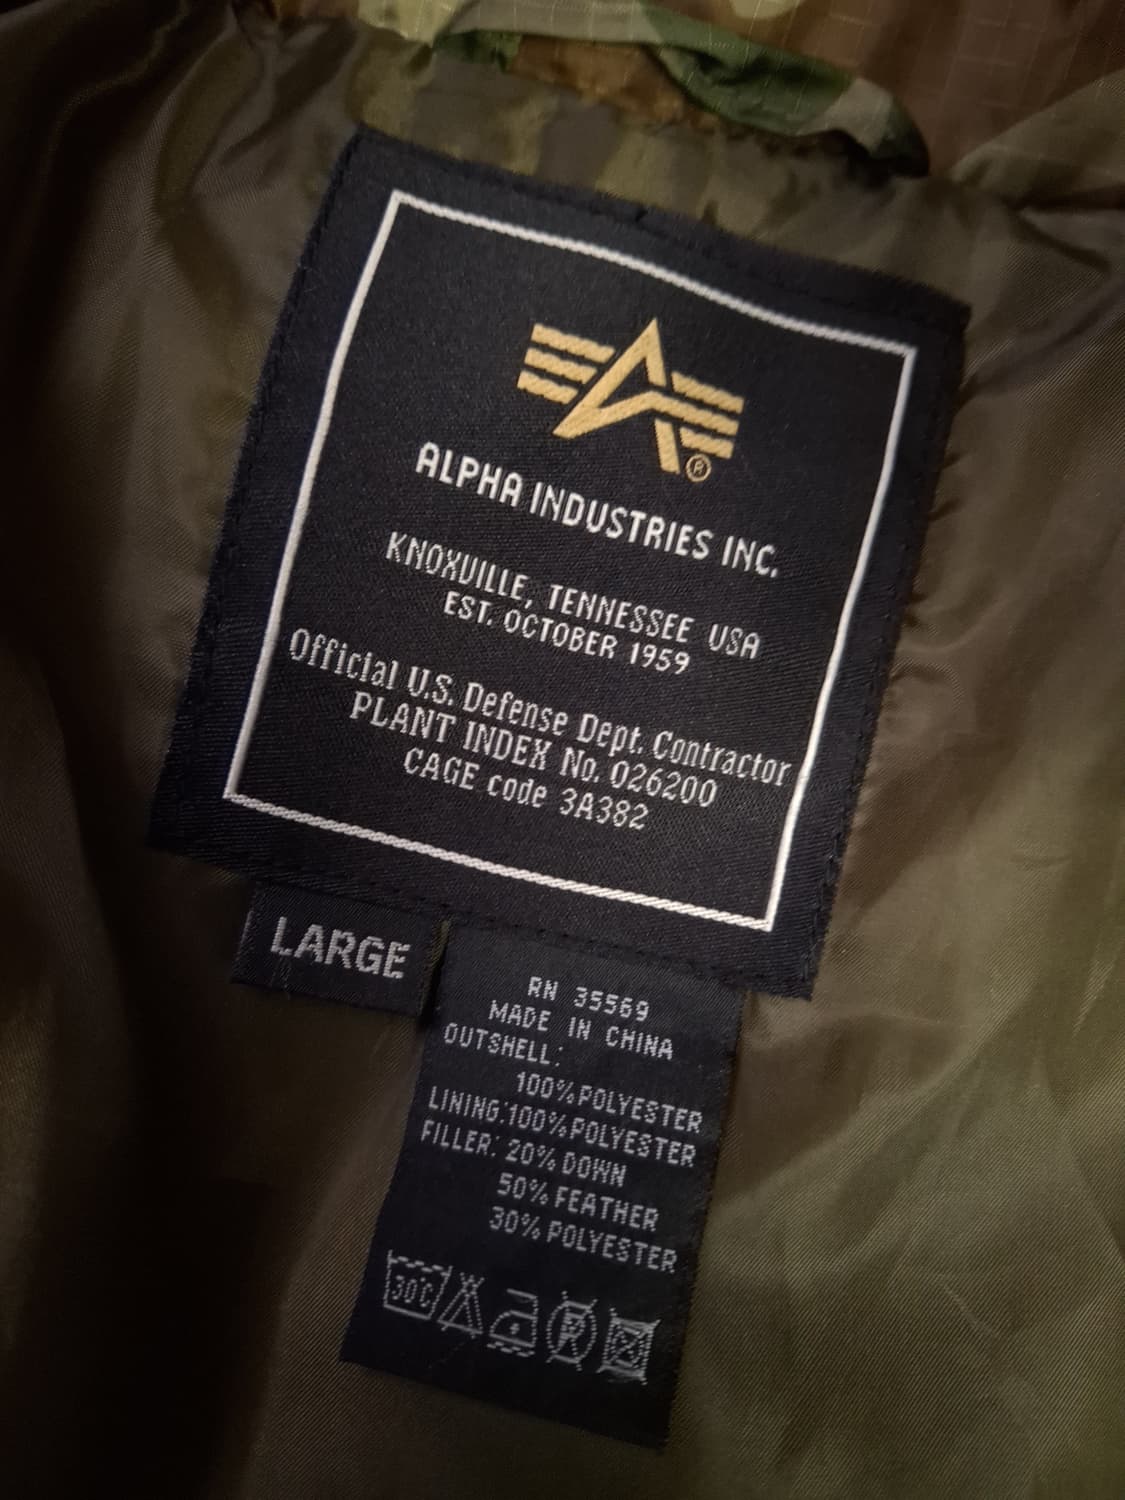 ®
ALPHA INDUSTRIES INC.
KNOXVILLE, TENNESSEE USA
EST. OCTOBER 1959
Official U.S. Defense Dept. Contractor
PLANT INDEX No. 026200
CAGE code 3A382
LARGE
RN 35569
MADE IN CHINA
OUTSHELL:
100%POLYESTER
LINING:100%POLYESTER
FILLER: 20%DOWN
50%FEATHER
30%POLYESTER
30°C P